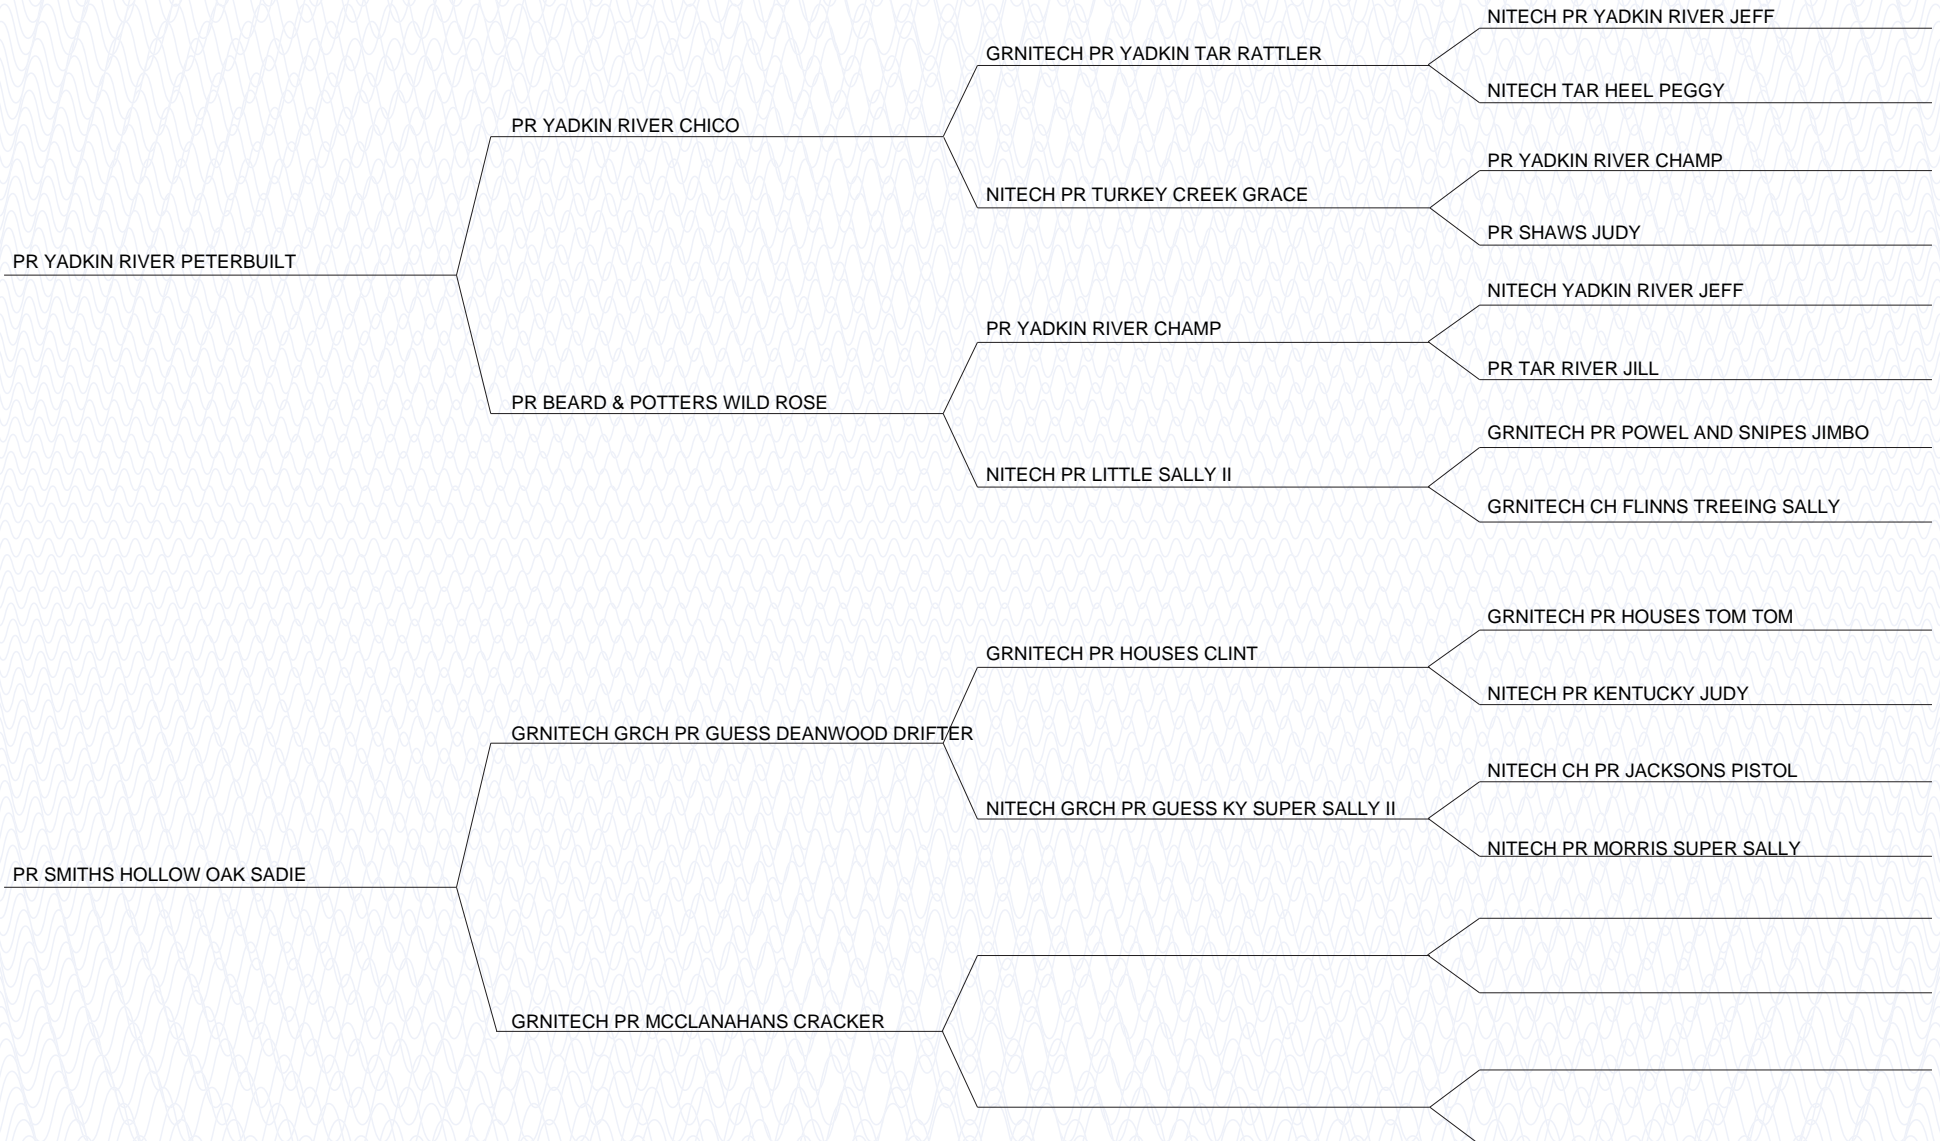 NITECH PR YADKIN RIVER JEFF
GRNITECH PR YADKIN TAR RATTLER
NITECH TAR HEEL PEGGY
PR YADKIN RIVER CHICO
PR YADKIN RIVER CHAMP
NITECH PR TURKEY CREEK GRACE
PR SHAWS JUDY
PR YADKIN RIVER PETERBUILT
NITECH YADKIN RIVER JEFF
PR YADKIN RIVER CHAMP
PR TAR RIVER JILL
PR BEARD & POTTERS WILD ROSE
GRNITECH PR POWEL AND SNIPES JIMBO
NITECH PR LITTLE SALLY II
GRNITECH CH FLINNS TREEING SALLY
GRNITECH PR HOUSES TOM TOM
GRNITECH PR HOUSES CLINT
NITECH PR KENTUCKY JUDY
GRNITECH GRCH PR GUESS DEANWOOD DRIFTER
NITECH CH PR JACKSONS PISTOL
NITECH GRCH PR GUESS KY SUPER SALLY II
NITECH PR MORRIS SUPER SALLY
PR SMITHS HOLLOW OAK SADIE
GRNITECH PR MCCLANAHANS CRACKER